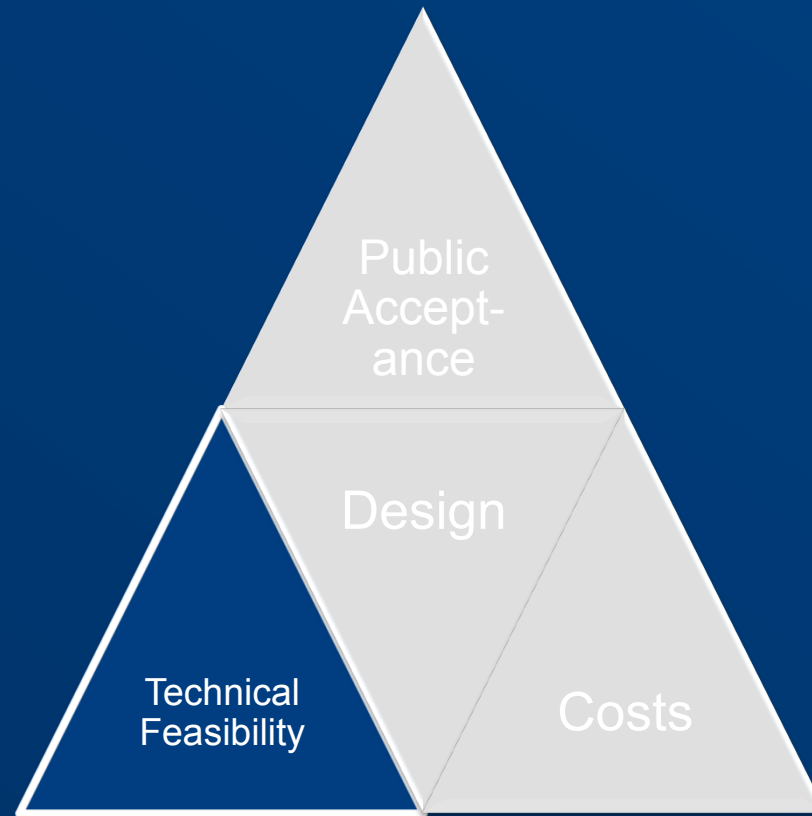 Public
Accept-
ance
Design
Technical
Feasibility
Costs